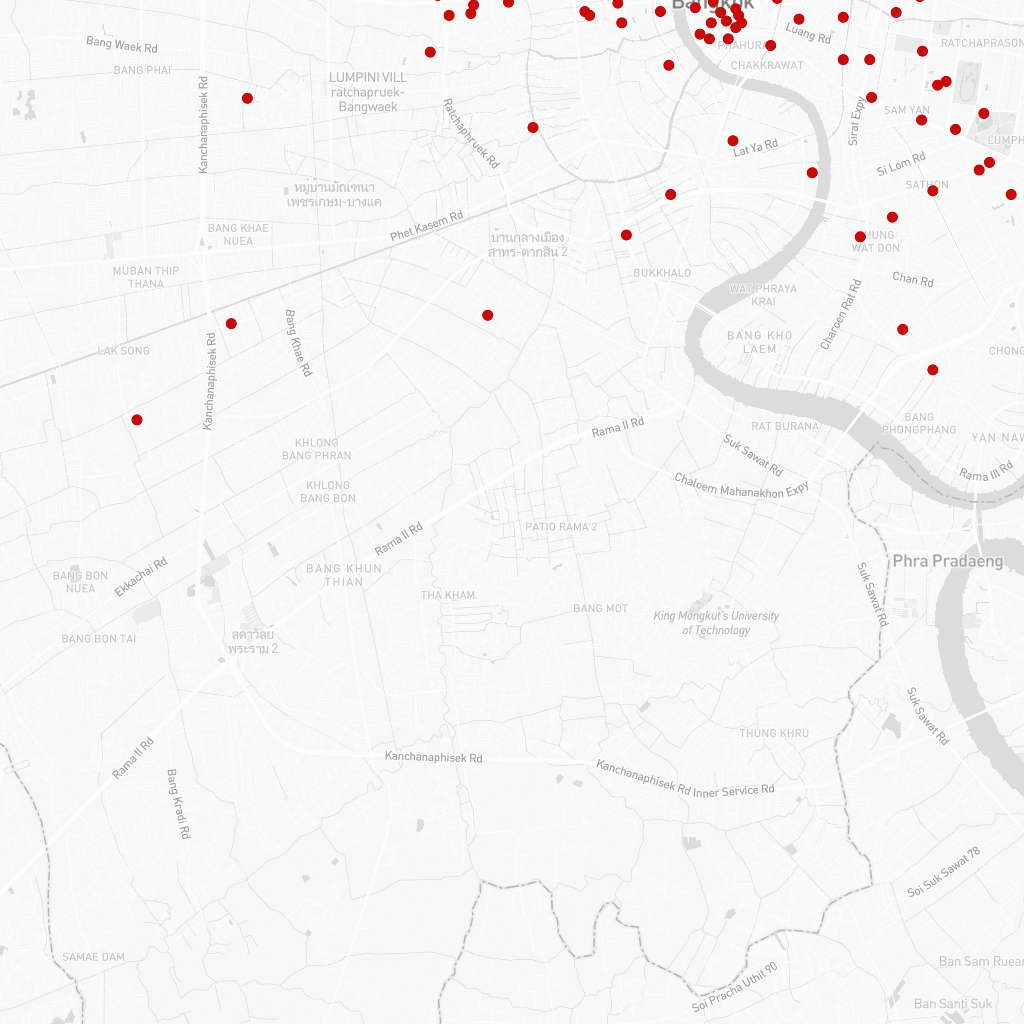 Bangkok
Luang Rd
Bang Waek Rd
PHAHURAT
RATCHAPRASON
BANG PHAI
CHAKKRAWAT
LUMPINI VILL
ratchapruek-
Bangwaek
Kanchanaphisek Rd
Ratchaphruek Rd
Sirat Expy
SAM YAN
Lat Ya Rd
LUMPH
Si Lom Rd
SATHON
หมู่บานมัณฑนา
เพชรเกษม-บางแค
Phet Kasem Rd
BANG KHAE
NUEA
บ้านกลางเมือง
สาทร-ตากสิน 2
THUNG
WAT DON
MUBAN THIP
THANA
BUKKHALO
Chan Rd
WAT PHRAYA
KRAI
Charoen Rat Rd
Bang Khae Rd
BANG KHO
LAEM
Kanchanaphisek Rd
LAK SONG
CHONG
BANG
PHONGPHANG
RAT BURANA
Rama II Rd
YAN NAW
KHLONG
BANG PHRAN
Suk Sawat Rd
Rama III Rd
Chaloem Mahanakhon Expy
KHLONG
BANG BON
PATIO RAMA 2
Rama II Rd
Phra Pradaeng
BANG KHUN
THIAN
Ekkachai Rd
BANG BON
NUEA
Suk Sawat Rd
THA KHAM
BANG MOT
King Mongkut's University
of Technology
BANG BON TAI
ลดาวัลย์
พระราม 2
Suk Sawat Rd
THUNG KHRU
Rama II Rd
Kanchanaphisek Rd
Kanchanaphisek Rd Inner Service Rd
Bang Kradi Rd
Soi Suk Sawat 78
SAMAE DAM
Ban Sam Ruean
Soi Pracha Uthit 90
Ban Santi Suk